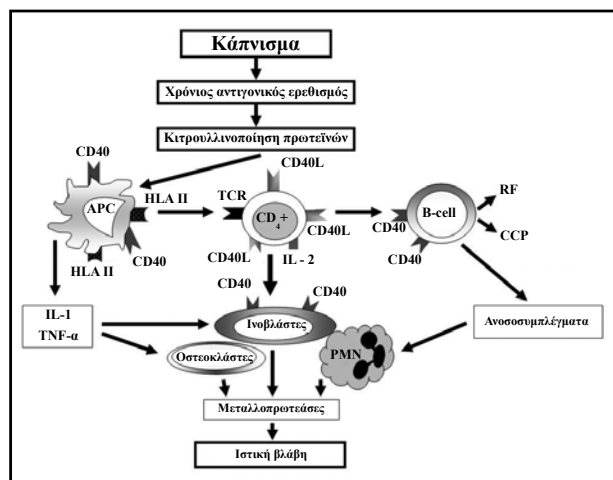 Κάπνισμα
Χρόνιος αντιγονικός ερεθισμός
Κιτρουλλινοποίηση πρωτεϊνών
CD40
CD40L
HLA II
TCR
RF
APC
CD4+
B-cell
CD40L
CD40
CCP
HLA II
CD40
CD40L
IL - 2
CD40
CD40
CD40
IL-1
TNF-α
Ινοβλάστες
Ανοσοσυμπλέγματα
Οστεοκλάστες
PMN
Μεταλλοπρωτεάσες
Ιστική βλάβη